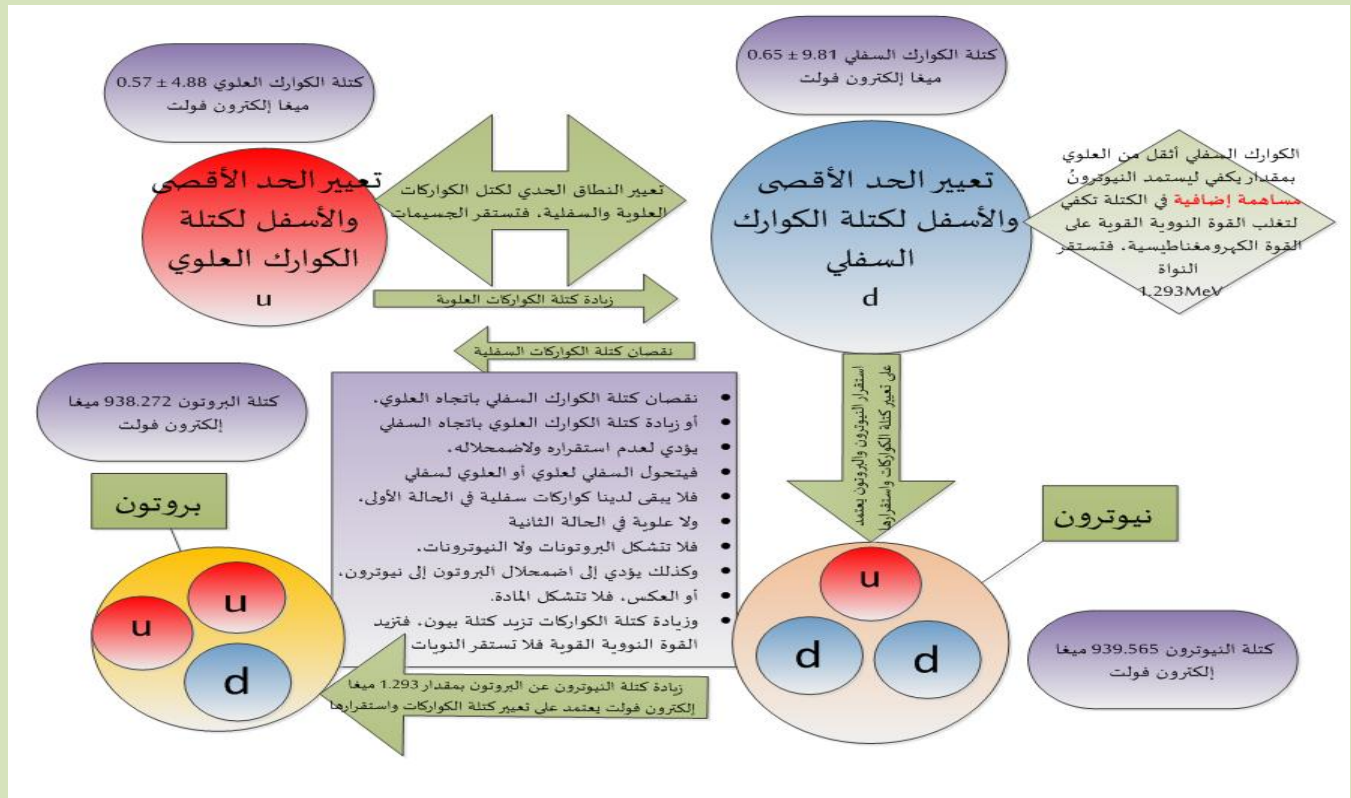 كتلة الكوارك العلوي 4.88 ± 0.57
ميغا إلكترون فولت
كتلة الكوارك السفلي 9.81 ± 0.65
ميغا إلكترون فولت
تعيير الحد الأقصى
والأسفل لكتلة
الكوارك العلوي
u
تعيير النطاق الحدي لكتل الكواركات
العلوية والسفلية، فتستقر الجسيمات
تعيير الحد الأقصى
والأسفل لكتلة الكوارك
السفلي
d
الكوارك السفلي أثقل من العلوي
بمقدار يكفي ليستمد النيوترونُ
مساهمة إضافية في الكتلة تكفي
لتغلب القوة النووية القوية على
القوة الكهرومغناطيسية، فتستقر
النواة
1.293MeV
زيادة كتلة الكواركات العلوية
نقصان كتلة الكواركات السفلية
استقرار النيوترون والبروتون يعتمد
على تعيير كتلة الكواركات واستقرارها
كتلة البروتون 938.272 ميغا
إلكترون فولت
بروتون
u
u
d
• نقصان كتلة الكوارك السفلي باتجاه العلوي،
• أو زيادة كتلة الكوارك العلوي باتجاه السفلي
• يؤدي لعدم استقراره ولاضمحلاله،
• فيتحول السفلي لعلوي أو العلوي لسفلي
• فلا يبقى لدينا كواركات سفلية في الحالة الأولى،
• ولا علوية في الحالة الثانية
• فلا تتشكل البروتونات ولا النيوترونات،
• وكذلك يؤدي إلى اضمحلال البروتون إلى نيوترون،
• أو العكس، فلا تتشكل المادة.
• وزيادة كتلة الكواركات تزيد كتلة بيون، فتزيد
القوة النووية القوية فلا تستقر النويات
زيادة كتلة النيوترون عن البروتون بمقدار 1.293 ميغا
إلكترون فولت يعتمد على تعيير كتلة الكواركات واستقرارها
نيوترون
u
d
d
كتلة النيوترون 939.565 ميغا
إلكترون فولت